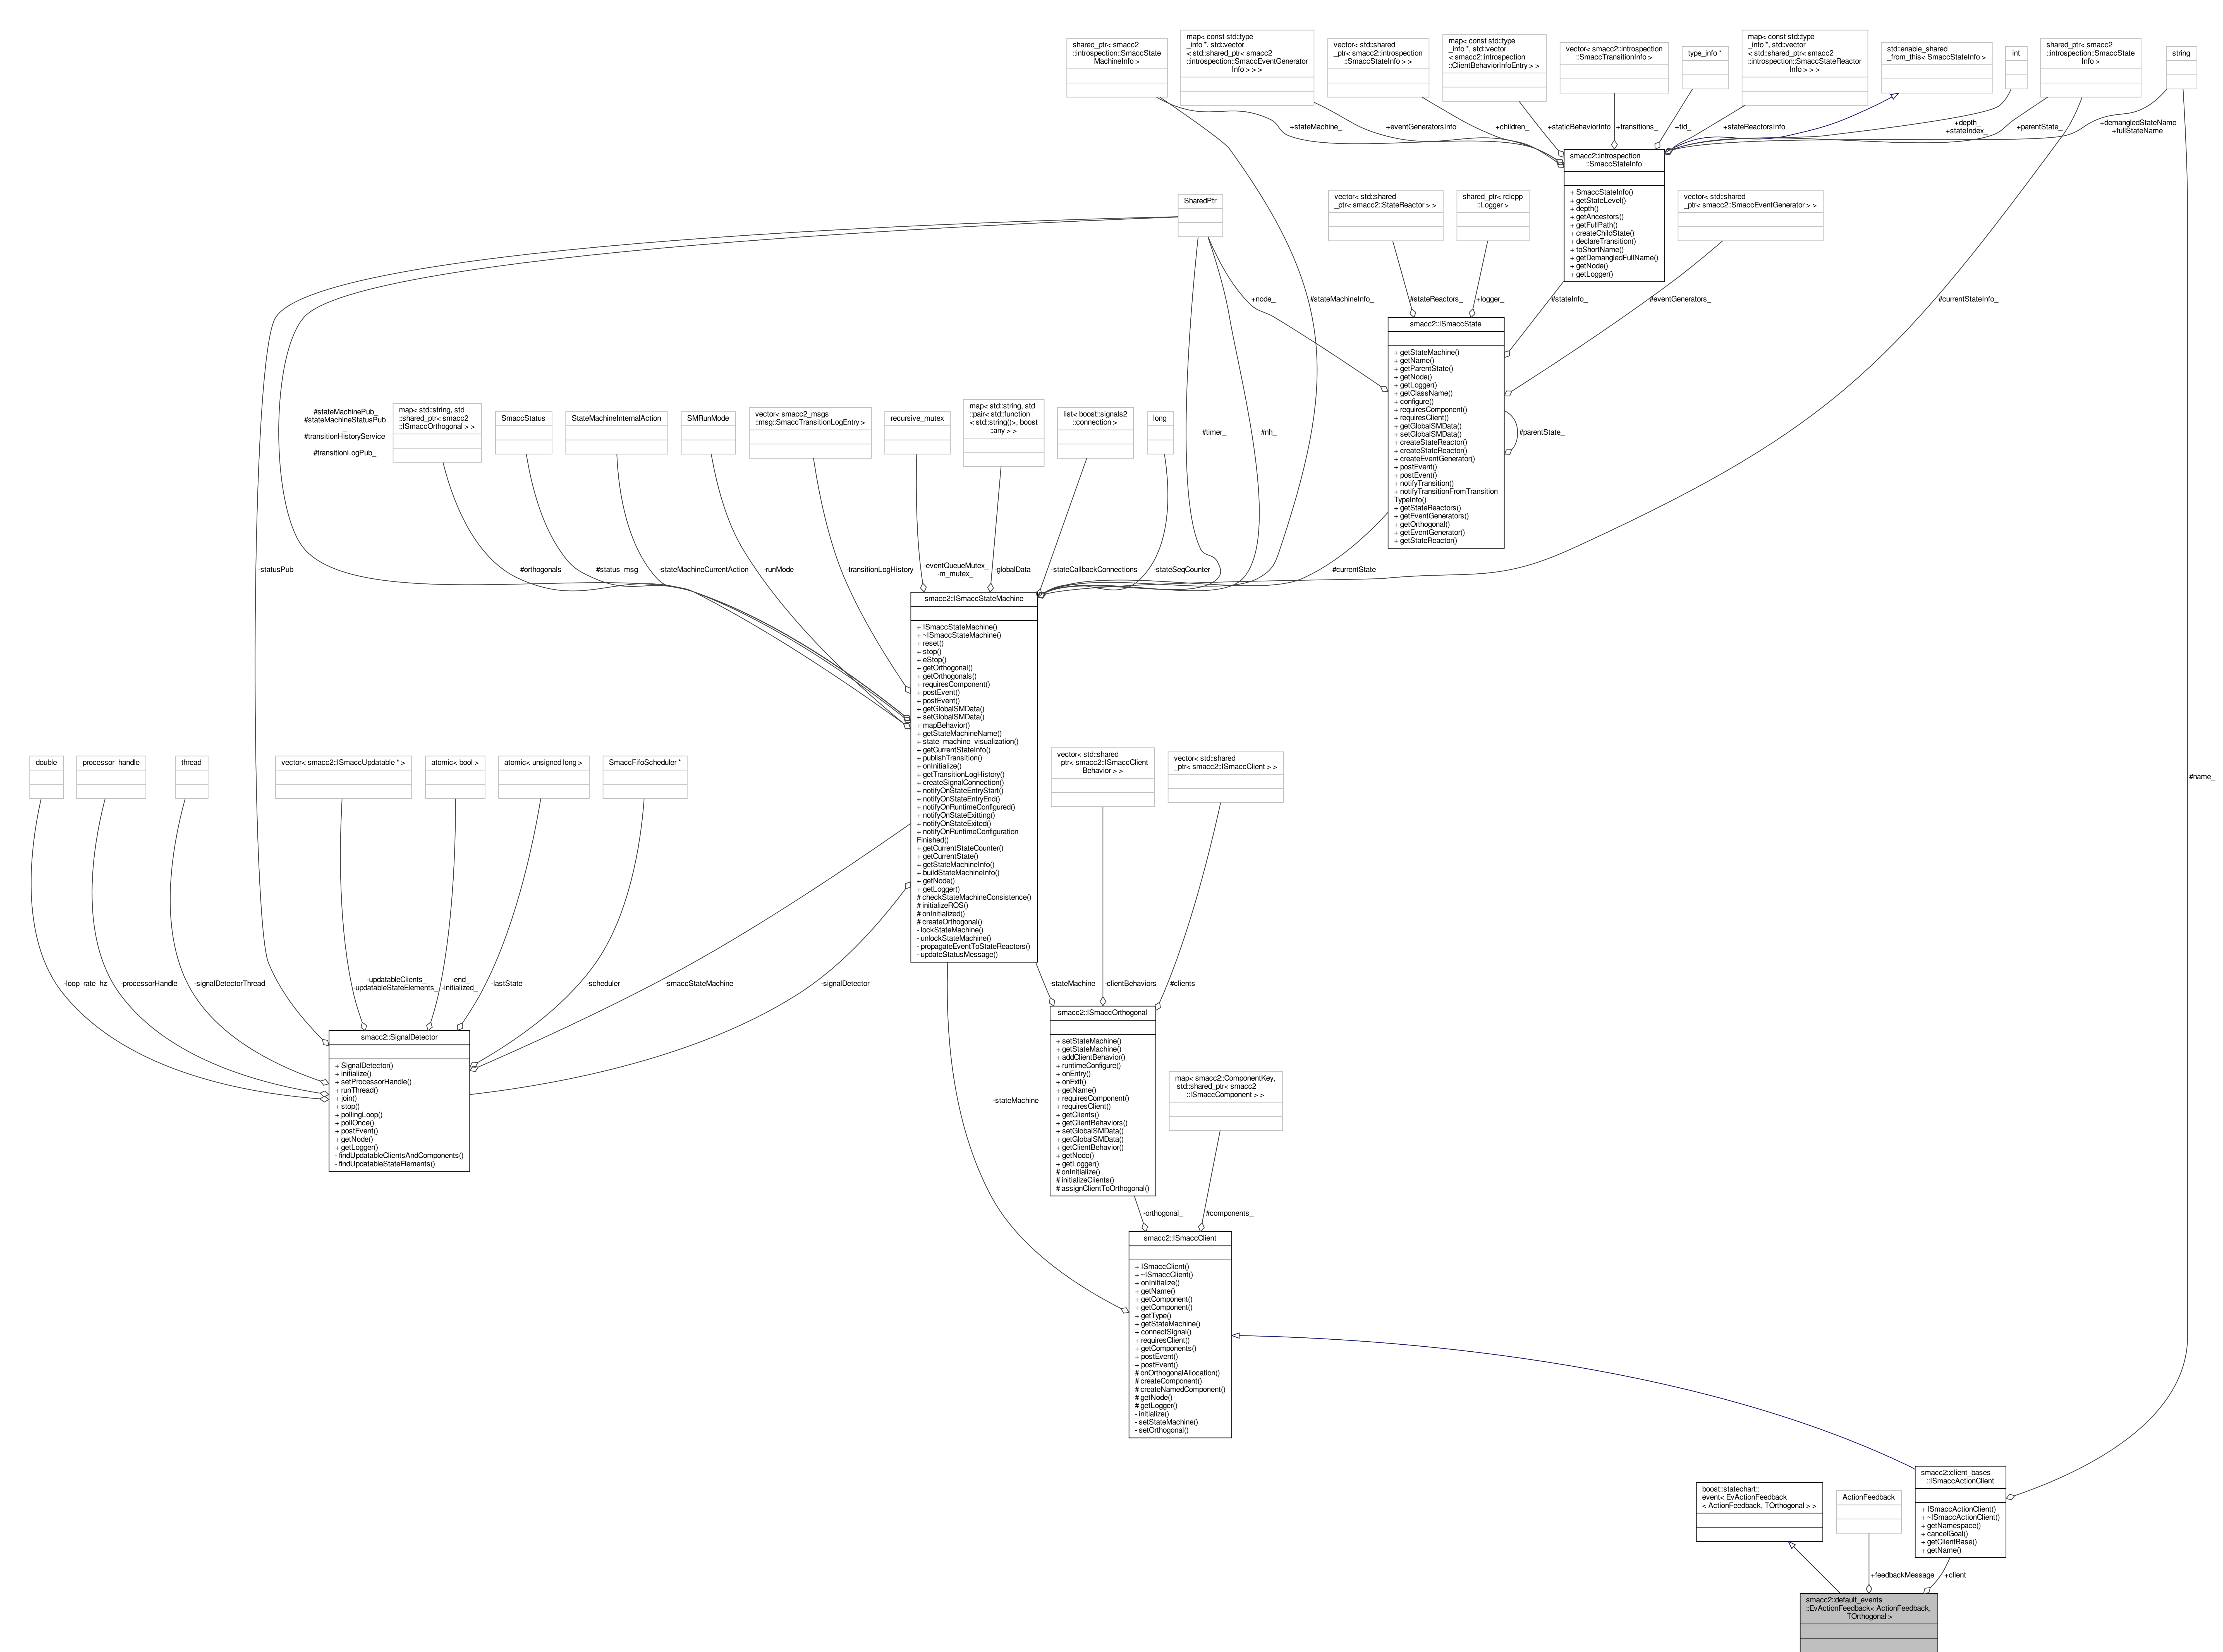 shared_ptr< smacc2
::introspection::SmaccState
MachineInfo >
map< const std::type
_info *, std::vector
< std::shared_ptr< smacc2
::introspection::SmaccEventGenerator
Info > > >
vector< std::shared
_ptr< smacc2::introspection
::SmaccStateInfo > >
map< const std::type
_info *, std::vector
< smacc2::introspection
::ClientBehaviorInfoEntry > >
vector< smacc2::introspection
::SmaccTransitionInfo >
type_info *
map< const std::type
_info *, std::vector
< std::shared_ptr< smacc2
::introspection::SmaccStateReactor
Info > > >
std::enable_shared
_from_this< SmaccStateInfo >
int
shared_ptr< smacc2
::introspection::SmaccState
Info >
string
+stateMachine_
+eventGeneratorsInfo
+children_
+staticBehaviorInfo
+transitions_
+tid_
+stateReactorsInfo
+depth_
+stateIndex_
+parentState_
+demangledStateName
+fullStateName
smacc2::introspection
::SmaccStateInfo
+ SmaccStateInfo()
+ getStateLevel()
+ depth()
+ getAncestors()
+ getFullPath()
+ createChildState()
+ declareTransition()
+ toShortName()
+ getDemangledFullName()
+ getNode()
+ getLogger()
SharedPtr
vector< std::shared
_ptr< smacc2::StateReactor > >
shared_ptr< rclcpp
::Logger >
vector< std::shared
_ptr< smacc2::SmaccEventGenerator > >
+node_
#stateMachineInfo_
#stateReactors_
+logger_
#stateInfo_
#eventGenerators_
#currentStateInfo_
smacc2::ISmaccState
+ getStateMachine()
+ getName()
+ getParentState()
+ getNode()
+ getLogger()
+ getClassName()
+ configure()
+ requiresComponent()
+ requiresClient()
+ getGlobalSMData()
+ setGlobalSMData()
+ createStateReactor()
+ createStateReactor()
+ createEventGenerator()
+ postEvent()
+ postEvent()
+ notifyTransition()
+ notifyTransitionFromTransition
TypeInfo()
+ getStateReactors()
+ getEventGenerators()
+ getOrthogonal()
+ getEventGenerator()
+ getStateReactor()
#parentState_
#stateMachinePub_
#stateMachineStatusPub
_
#transitionHistoryService
_
#transitionLogPub_
map< std::string, std
::shared_ptr< smacc2
::ISmaccOrthogonal > >
SmaccStatus
StateMachineInternalAction
SMRunMode
vector< smacc2_msgs
::msg::SmaccTransitionLogEntry >
recursive_mutex
map< std::string, std
::pair< std::function
< std::string()>, boost
::any > >
list< boost::signals2
::connection >
long
#timer_
#nh_
-statusPub_
#orthogonals_
#status_msg_
-stateMachineCurrentAction
-runMode_
-transitionLogHistory_
-eventQueueMutex_
-m_mutex_
-globalData_
-stateCallbackConnections
-stateSeqCounter_
#currentState_
smacc2::ISmaccStateMachine
+ ISmaccStateMachine()
+ ~ISmaccStateMachine()
+ reset()
+ stop()
+ eStop()
+ getOrthogonal()
+ getOrthogonals()
+ requiresComponent()
+ postEvent()
+ postEvent()
+ getGlobalSMData()
+ setGlobalSMData()
+ mapBehavior()
+ getStateMachineName()
+ state_machine_visualization()
+ getCurrentStateInfo()
+ publishTransition()
+ onInitialize()
+ getTransitionLogHistory()
+ createSignalConnection()
+ notifyOnStateEntryStart()
+ notifyOnStateEntryEnd()
+ notifyOnRuntimeConfigured()
+ notifyOnStateExitting()
+ notifyOnStateExited()
+ notifyOnRuntimeConfiguration
Finished()
+ getCurrentStateCounter()
+ getCurrentState()
+ getStateMachineInfo()
+ buildStateMachineInfo()
+ getNode()
+ getLogger()
# checkStateMachineConsistence()
# initializeROS()
# onInitialized()
# createOrthogonal()
- lockStateMachine()
- unlockStateMachine()
- propagateEventToStateReactors()
- updateStatusMessage()
double
processor_handle
thread
vector< smacc2::ISmaccUpdatable * >
atomic< bool >
atomic< unsigned long >
SmaccFifoScheduler *
vector< std::shared
_ptr< smacc2::ISmaccClient
Behavior > >
vector< std::shared
_ptr< smacc2::ISmaccClient > >
#name_
-loop_rate_hz
-processorHandle_
-signalDetectorThread_
-updatableClients_
-updatableStateElements_
-end_
-initialized_
-lastState_
-scheduler_
-smaccStateMachine_
-signalDetector_
-stateMachine_
-clientBehaviors_
#clients_
smacc2::SignalDetector
+ SignalDetector()
+ initialize()
+ setProcessorHandle()
+ runThread()
+ join()
+ stop()
+ pollingLoop()
+ pollOnce()
+ postEvent()
+ getNode()
+ getLogger()
- findUpdatableClientsAndComponents()
- findUpdatableStateElements()
smacc2::ISmaccOrthogonal
+ setStateMachine()
+ getStateMachine()
+ addClientBehavior()
+ runtimeConfigure()
+ onEntry()
+ onExit()
+ getName()
+ requiresComponent()
+ requiresClient()
+ getClients()
+ getClientBehaviors()
+ setGlobalSMData()
+ getGlobalSMData()
+ getClientBehavior()
+ getNode()
+ getLogger()
# onInitialize()
# initializeClients()
# assignClientToOrthogonal()
map< smacc2::ComponentKey,
std::shared_ptr< smacc2
::ISmaccComponent > >
-stateMachine_
-orthogonal_
#components_
smacc2::ISmaccClient
+ ISmaccClient()
+ ~ISmaccClient()
+ onInitialize()
+ getName()
+ getComponent()
+ getComponent()
+ getType()
+ getStateMachine()
+ connectSignal()
+ requiresClient()
+ getComponents()
+ postEvent()
+ postEvent()
# onOrthogonalAllocation()
# createComponent()
# createNamedComponent()
# getNode()
# getLogger()
- initialize()
- setStateMachine()
- setOrthogonal()
smacc2::client_bases
::ISmaccActionClient
+ ISmaccActionClient()
+ ~ISmaccActionClient()
+ getNamespace()
+ cancelGoal()
+ getClientBase()
+ getName()
boost::statechart::
event< EvActionFeedback
< ActionFeedback, TOrthogonal > >
ActionFeedback
+feedbackMessage
+client
smacc2::default_events
::EvActionFeedback< ActionFeedback,
TOrthogonal >